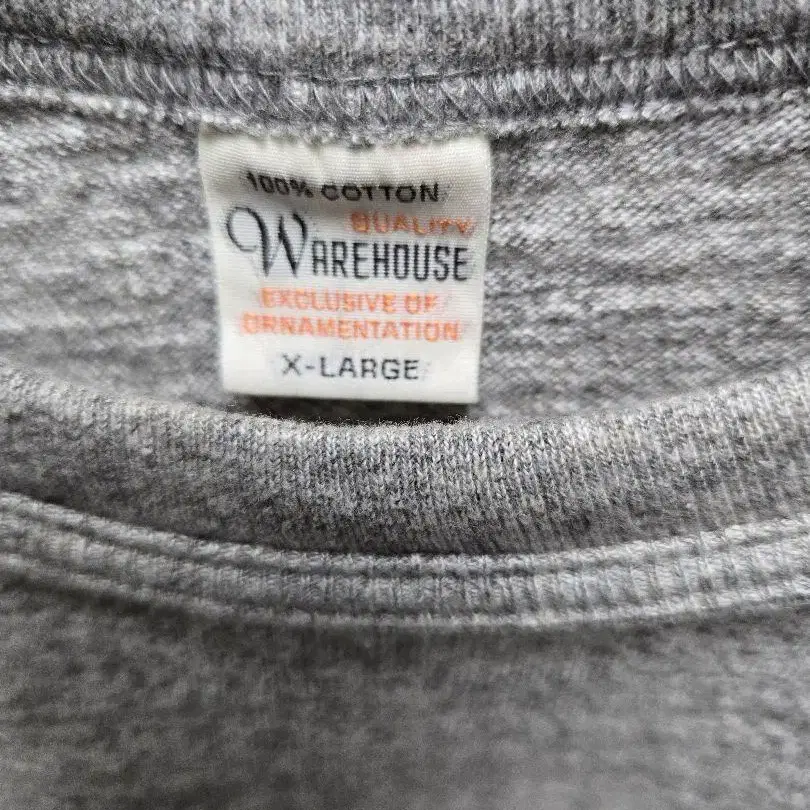 100% COTTON
QUALITY
WAREHOUSE
EXCLUSIVE OF
ORNAMENTATION
X-LARGE